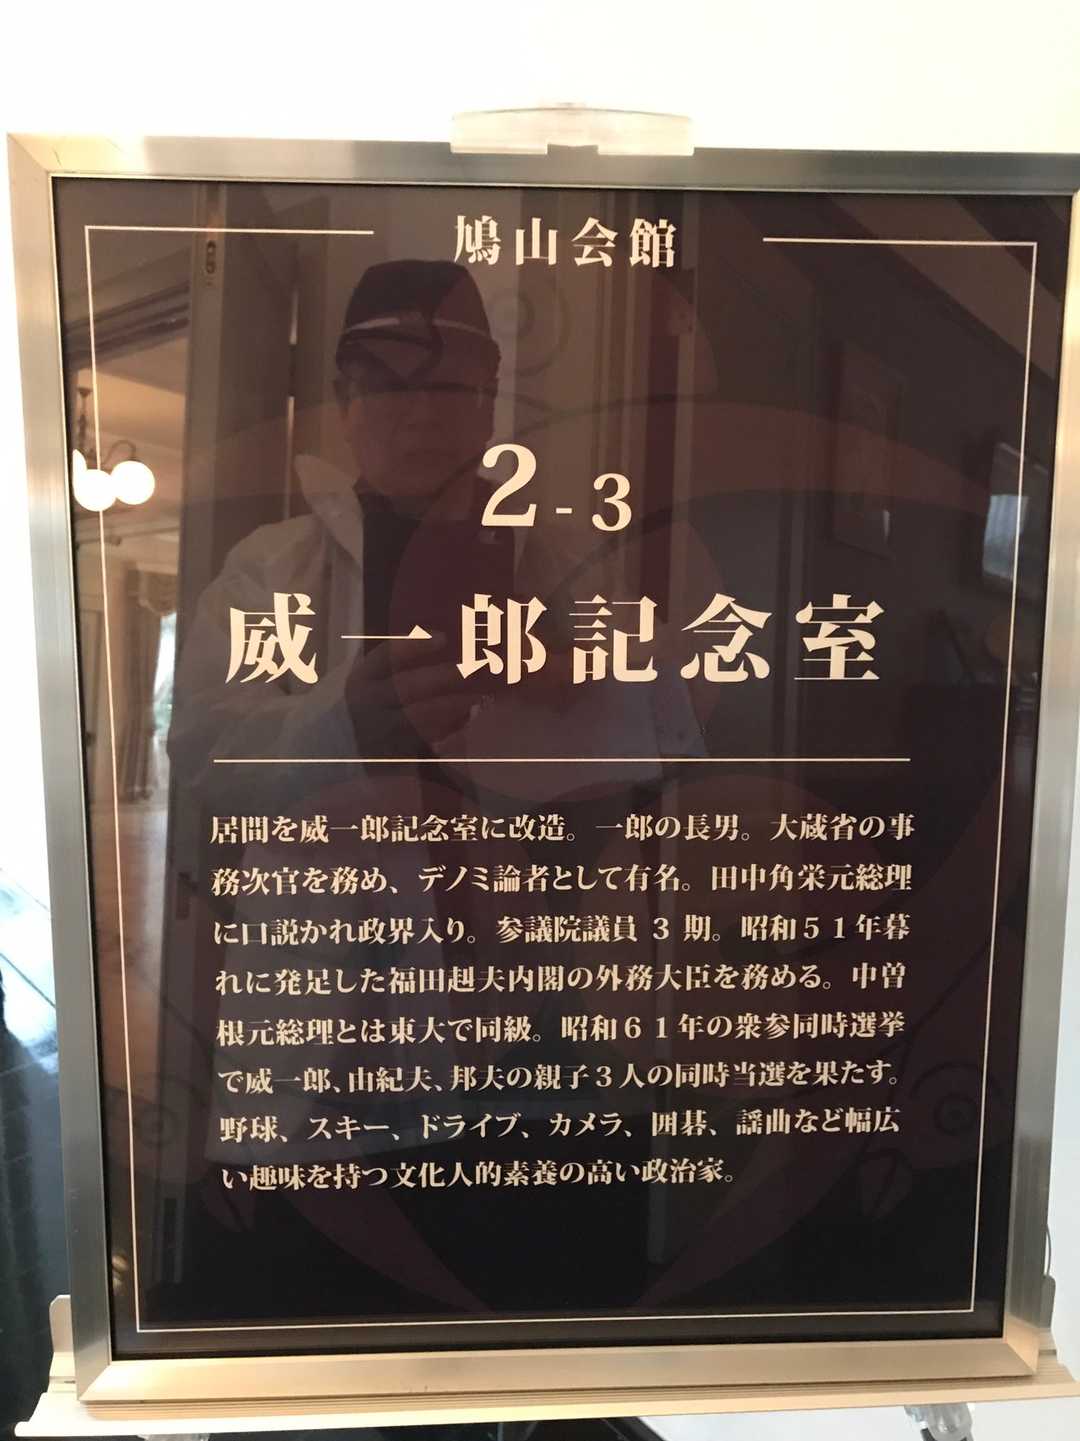 鳩山会館
2-3
威一郎記念室
居間を威一郎記念室に改造。一郎の長男。大蔵省の事
務次官を務め、デノミ論者として有名。田中角栄元総理
に口説かれ政界入り。参議院議員3期。昭和51年暮
れに発足した福田赳夫内閣の外務大臣を務める。中曽
根元総理とは東大で同級。昭和61年の衆参同時選挙
で威一郎、由紀夫、邦夫の親子3人の同時当選を果たす。
野球、スキー、ドライブ、カメラ、囲碁、謡曲など幅広
い趣味を持つ文化人的素養の高い政治家。